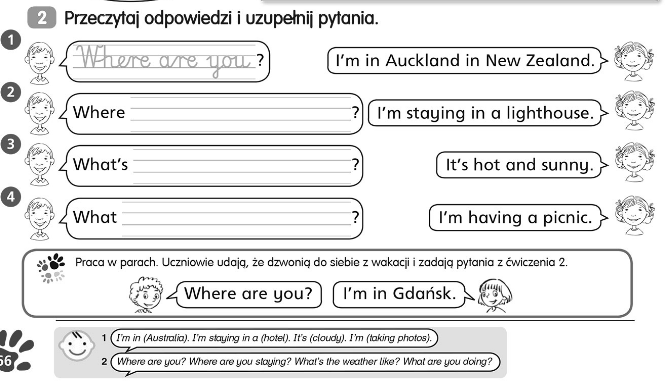 2 Przeczytaj odpowiedzi i uzupełnij pytania.
1 Where are you? I'm in Auckland in New Zealand.
2 Where ? I'm staying in a lighthouse.
3 What's ? It's hot and sunny.
4 What ? I'm having a picnic.
Praca w parach. Uczniowie udają, że dzwonią do siebie z wakacji i zadają pytania z ćwiczenia 2.
Where are you? I'm in Gdańsk.
1 I'm in (Australia). I'm staying in a (hotel). It's (cloudy). I'm (taking photos).
66
2 Where are you? Where are you staying? What's the weather like? What are you doing?